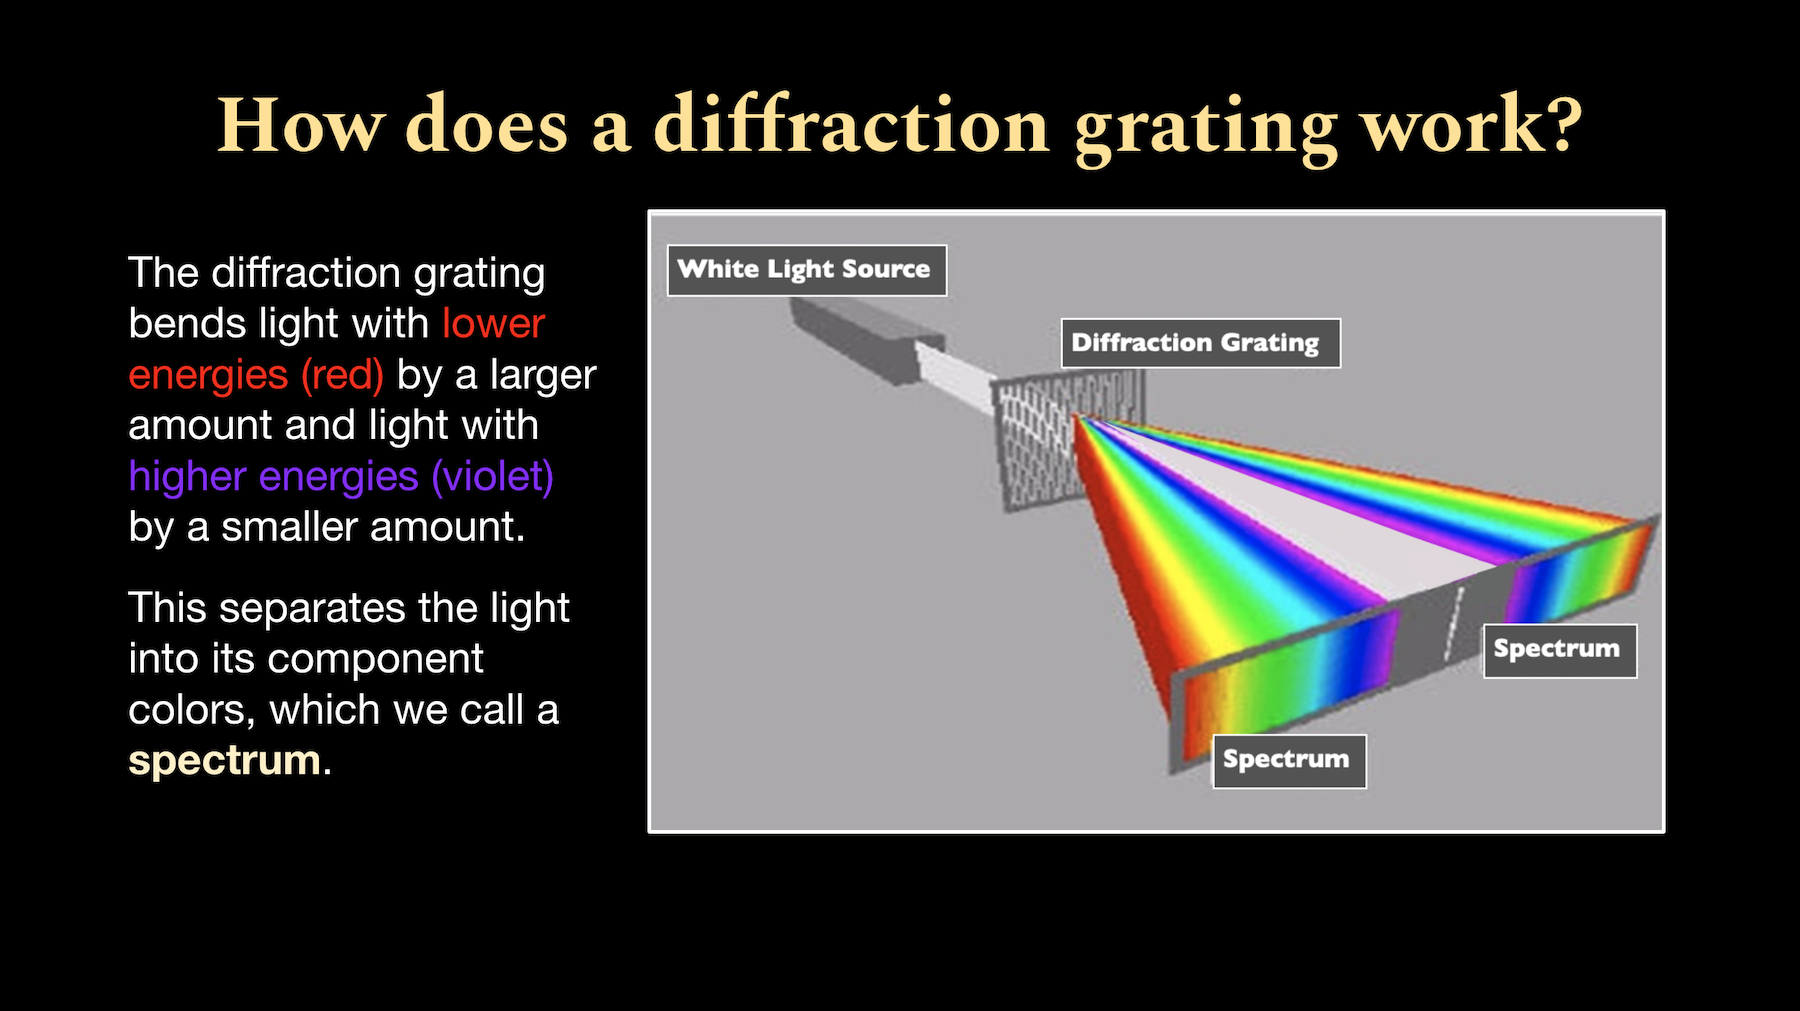 How does a diffraction grating work?
The diffraction grating
bends light with lower
energies (red) by a larger
amount and light with
higher energies (violet)
by a smaller amount.
This separates the light
into its component
colors, which we call a
spectrum.
White Light Source
Diffraction Grating
Spectrum
Spectrum